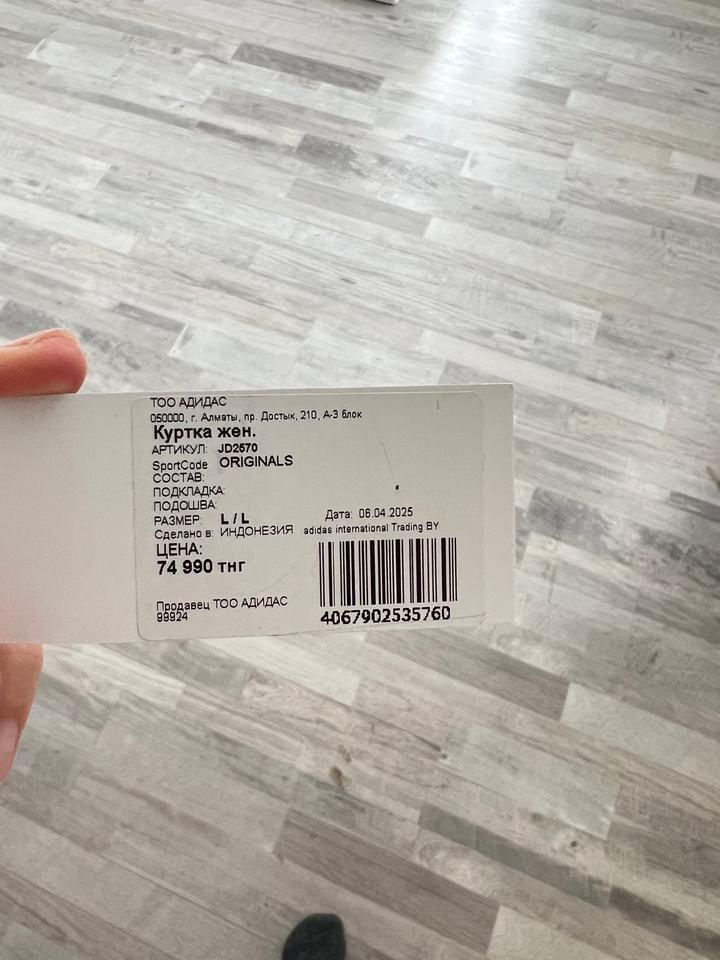 ТОО АДИДАС
050000, г. Алматы, пр. Достык, 210, А-3 блок
Куртка жен.
АРТИКУЛ: JD2570
SportCode ORIGINALS
СОСТАВ:
ПОДКЛАДКА:
ПОДОШВА:
РАЗМЕР: L / L
Дата: 06.04.2025
Сделано в: ИНДОНЕЗИЯ
adidas international Trading BY
ЦЕНА:
74 990 тнг
Продавец ТОО АДИДАС
99924
4067902535760